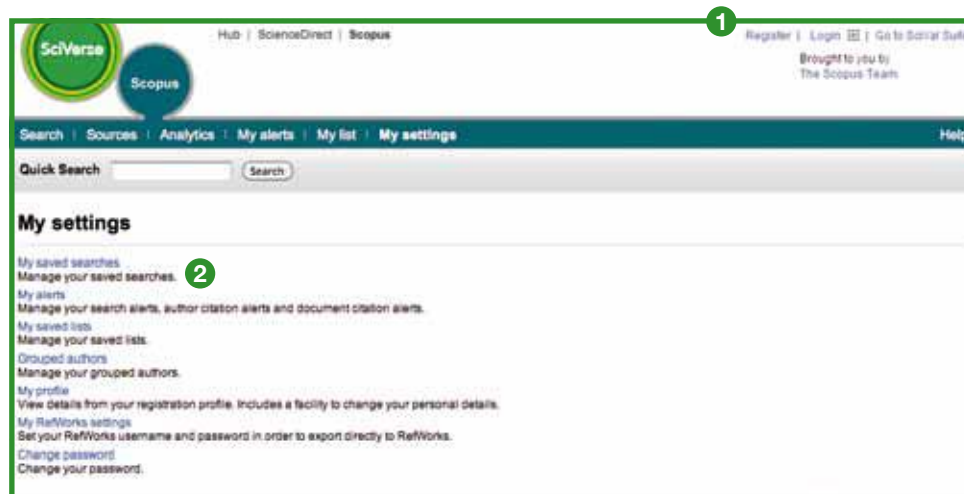 1
SciVerse
Scopus
Hub | ScienceDirect | Scopus
Register | Login | Go to SciVal Suite
Brought to you by
The Scopus Team
Search | Sources | Analytics | My alerts | My list | My settings
Help
Quick Search
Search
My settings
My saved searches
Manage your saved searches.
2
My alerts
Manage your search alerts, author citation alerts and document citation alerts.
My saved lists
Manage your saved lists.
Grouped authors
Manage your grouped authors.
My profile
View details from your registration profile. Includes a facility to change your personal details.
My RefWorks settings
Set your RefWorks username and password in order to export directly to RefWorks.
Change password
Change your password.